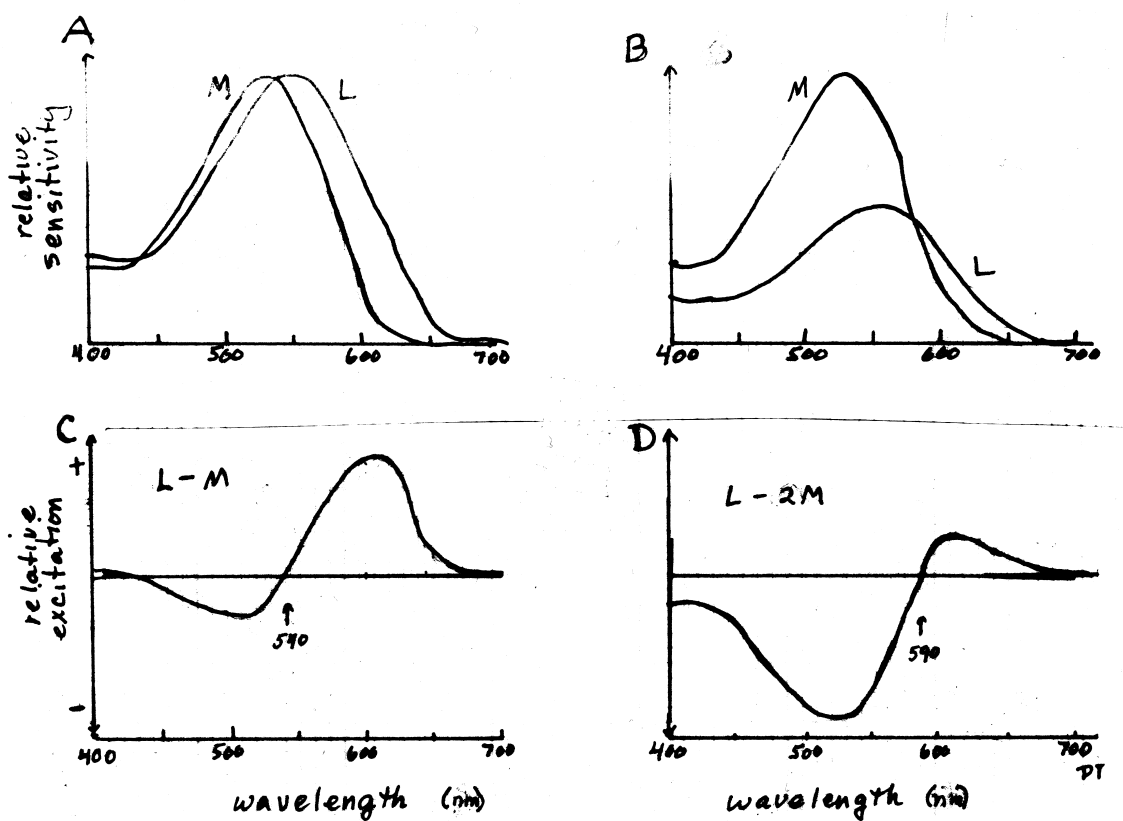 A
M
L
relative
sensitivity
400 500 600 700
B
M
L
400 500 600 700
C
+
L - M
relative
excitation
540
-
400 500 600 700
wavelength (nm)
D
L - 2M
590
400 500 600 700
DT
wavelength (nm)